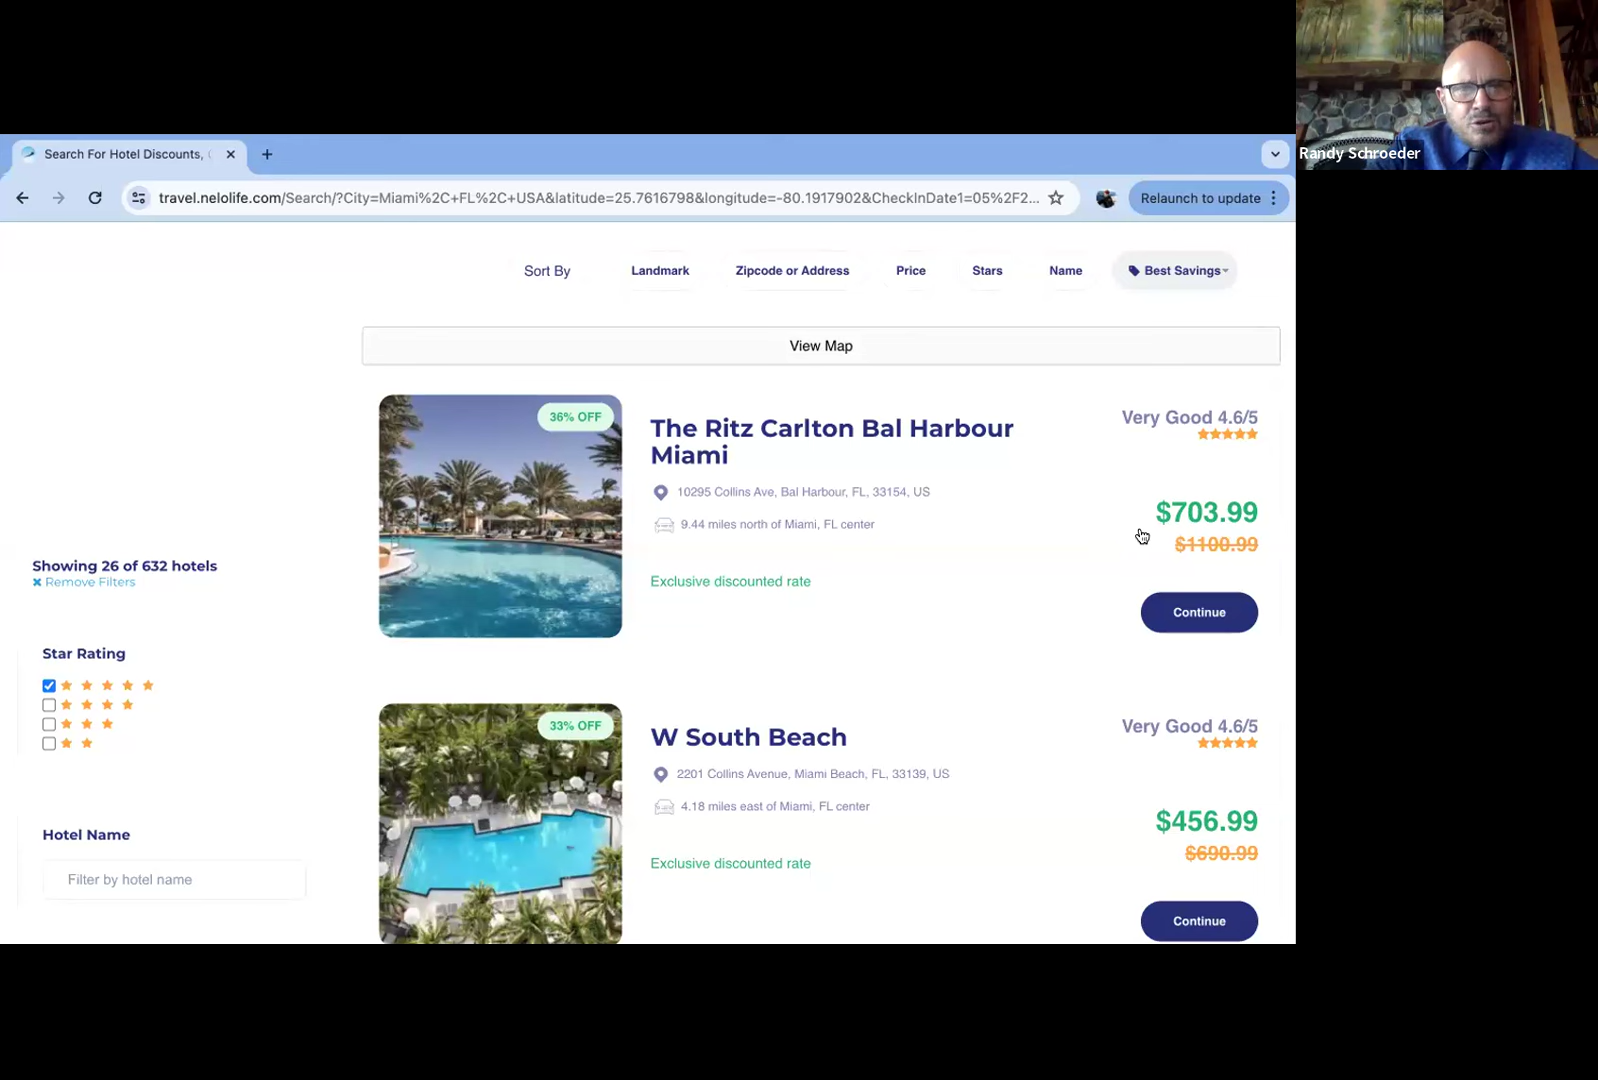 Randy Schroeder
Search For Hotel Discounts, (
travel.nelolife.com/Search/?City=Miami%2C+FL%2C+USA&latitude=25.7616798&longitude=-80.1917902&CheckInDate1=05%2F2...
Relaunch to update
Sort By
Landmark
Zipcode or Address
Price
Stars
Name
Best Savings
View Map
36% OFF
The Ritz Carlton Bal Harbour
Miami
10295 Collins Ave, Bal Harbour, FL, 33154, US
9.44 miles north of Miami, FL center
Exclusive discounted rate
Very Good 4.6/5
$703.99
$1100.99
Continue
Showing 26 of 632 hotels
Remove Filters
Star Rating
Hotel Name
Filter by hotel name
33% OFF
W South Beach
2201 Collins Avenue, Miami Beach, FL, 33139, US
4.18 miles east of Miami, FL center
Exclusive discounted rate
Very Good 4.6/5
$456.99
$690.99
Continue